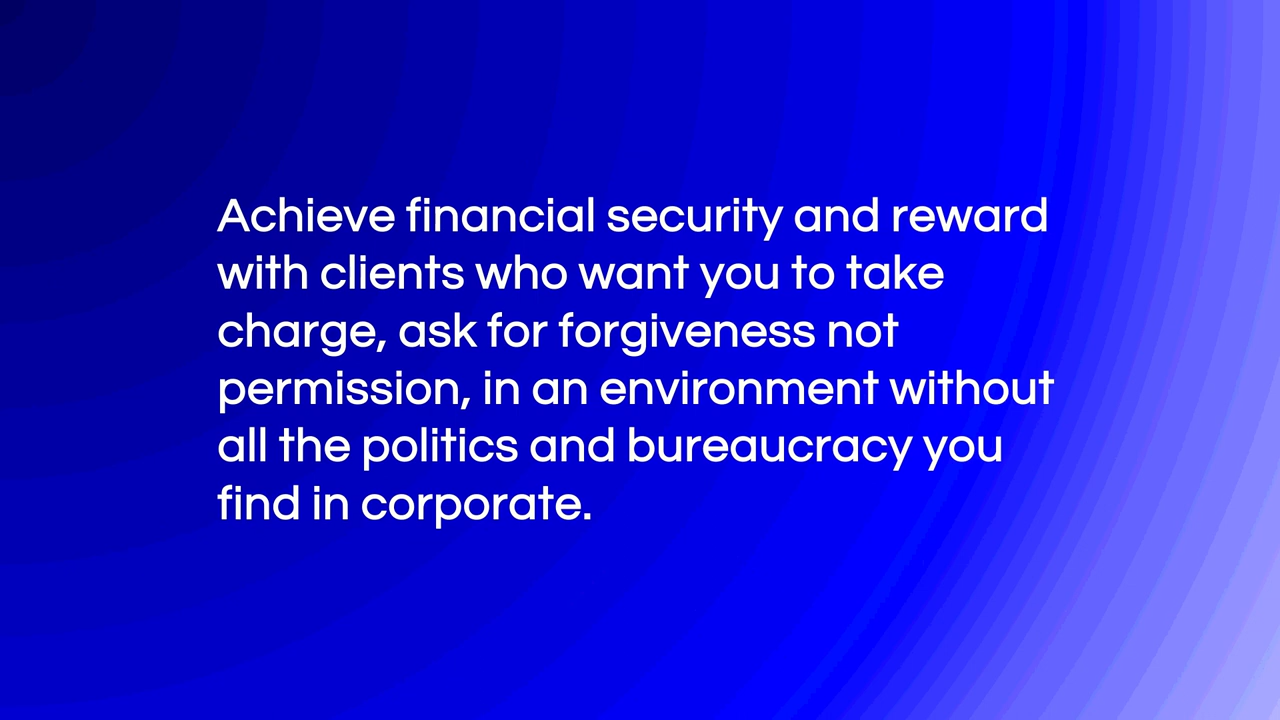 Achieve financial security and reward
with clients who want you to take
charge, ask for forgiveness not
permission, in an environment without
all the politics and bureaucracy you
find in corporate.